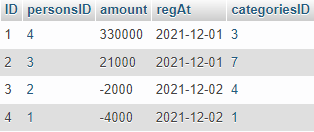 ID personsID amount regAt categoriesID
1 4 330000 2021-12-01 3
2 3 21000 2021-12-01 7
3 2 -2000 2021-12-02 4
4 1 -4000 2021-12-02 1